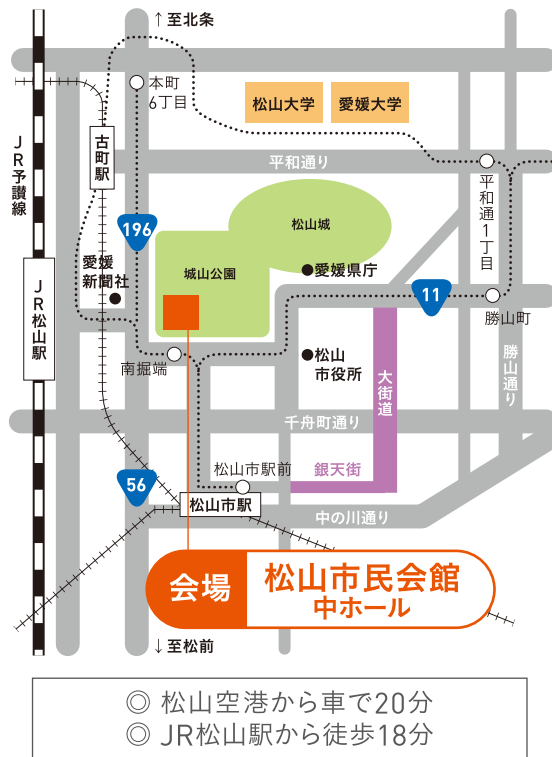 ↑至北条
本町
6丁目
松山大学
愛媛大学
古町駅
平和通り
JR予讃線
平和通1丁目
196
松山城
城山公園
愛媛
新聞社
愛媛県庁
JR松山駅
11
勝山町
南堀端
松山
市役所
大街道
勝山通り
千舟町通り
松山市駅前
銀天街
56
松山市駅
中の川通り
会場
松山市民会館
中ホール
↓至松前
◎ 松山空港から車で20分
◎ JR松山駅から徒歩18分